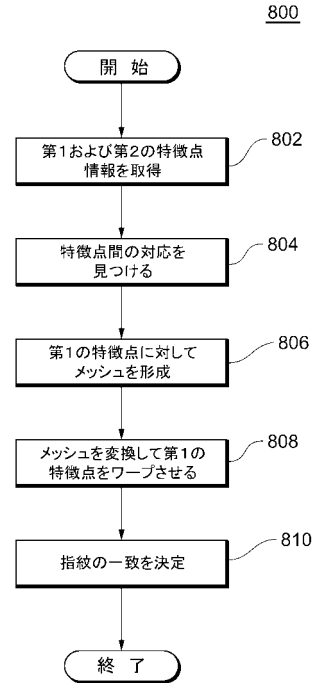 800
開始
第1および第2の特徴点
情報を取得
802
特徴点間の対応を
見つける
804
第1の特徴点に対して
メッシュを形成
806
メッシュを変換して第1の
特徴点をワープさせる
808
指紋の一致を決定
810
終了